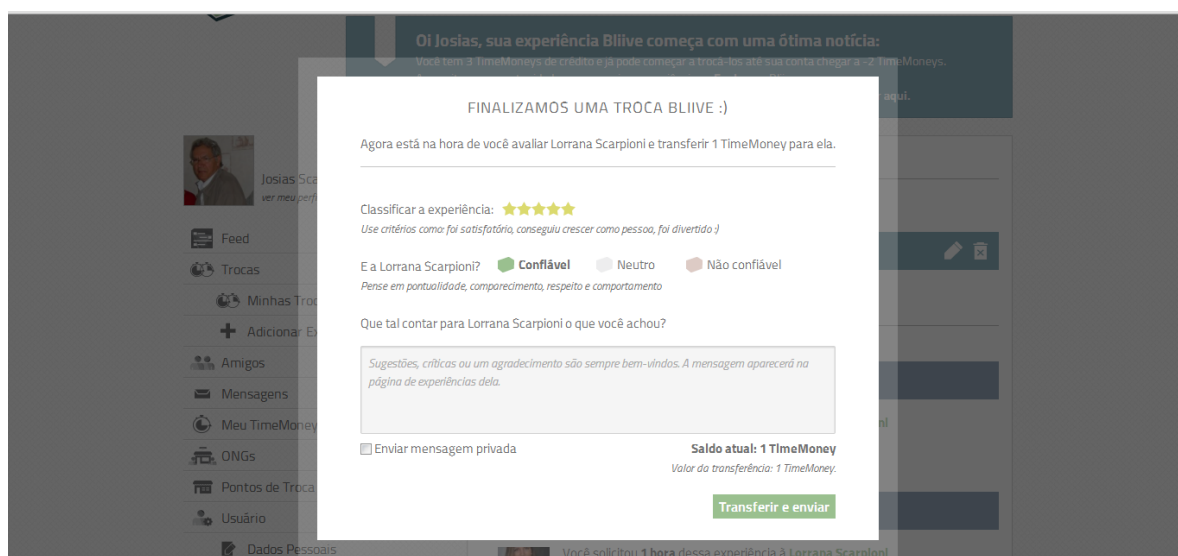 Oi Josias, sua experiência Bliive começa com uma ótima notícia:
Você tem 3 TimeMoneys de crédito e já pode começar a trocá-los até sua conta chegar a -2 TimeMoneys.
aqui.
FINALIZAMOS UMA TROCA BLIIVE :)
Agora está na hora de você avaliar Lorrana Scarpioni e transferir 1 TimeMoney para ela.
Classificar a experiência:
Use critérios como: foi satisfatório, conseguiu crescer como pessoa, foi divertido ;)
E a Lorrana Scarpioni? Confiável Neutro Não confiável
Pense em pontualidade, comparecimento, respeito e comportamento
Que tal contar para Lorrana Scarpioni o que você achou?
Sugestões, críticas ou um agradecimento são sempre bem-vindos. A mensagem aparecerá na
página de experiências dela.
Enviar mensagem privada
Saldo atual: 1 TimeMoney
Valor da transferência: 1 TimeMoney.
Transferir e enviar
Josias Sca
ver meu perfi
Feed
Trocas
Minhas Troc
Adicionar Ex
Amigos
Mensagens
Meu TimeMoney
ONGs
Pontos de Troca
Usuário
Dados Pessoais
ni
Você solicitou 1 hora dessa experiência à Lorrana Scarpioni